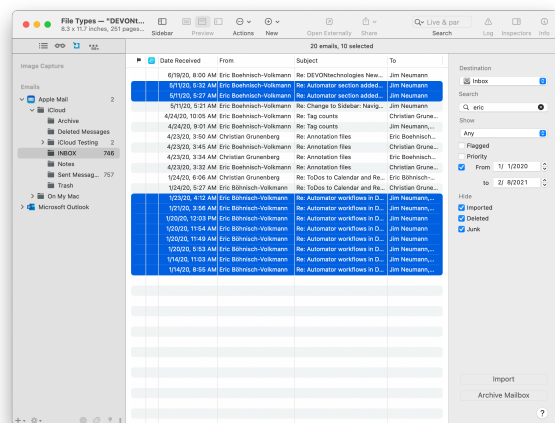 File Types — "DEVONt...
8.3 x 11.7 inches, 251 pages...
Sidebar
Preview
Actions
New
Open Externally
Share
Live & par
Search
Alarm
Inspectors
Info
20 emails, 10 selected
Image Capture
Emails
Apple Mail 2
iCloud
Archive
Deleted Messages
iCloud Testing 2
INBOX 746
Notes
Sent Messag... 757
Trash
On My Mac
Microsoft Outlook
Date Received From Subject To
6/19/20, 8:00 AM Eric Boehnisch-Volkmann Re: DEVONtechnologies New... Jim Neumann
5/11/20, 5:32 AM Eric Boehnisch-Volkmann Re: Automator section added... Jim Neumann
5/11/20, 5:27 AM Eric Boehnisch-Volkmann Re: Automator section added... Jim Neumann
5/1/20, 5:21 AM Eric Boehnisch-Volkmann Re: Change to Sidebar: Navig... Jim Neumann
4/24/20, 10:05 AM Eric Boehnisch-Volkmann Re: Tag counts Christian Grune...
4/24/20, 9:01 AM Eric Boehnisch-Volkmann Re: Tag counts Jim Neumann,...
4/23/20, 3:50 AM Christian Grunenberg Re: Annotation files Eric Boehnisch...
4/23/20, 3:45 AM Eric Boehnisch-Volkmann Re: Annotation files Christian Grune...
4/23/20, 3:34 AM Christian Grunenberg Re: Annotation files Eric Boehnisch...
4/23/20, 3:32 AM Eric Boehnisch-Volkmann Re: Annotation files Christian Grune...
1/24/20, 6:06 AM Christian Grunenberg Re: ToDos to Calendar and Re... Eric Böhnisch-...
1/24/20, 5:27 AM Eric Böhnisch-Volkmann Re: ToDos to Calendar and Re... Christian Grune...
1/23/20, 4:12 AM Eric Böhnisch-Volkmann Re: Automator workflows in D... Jim Neumann,...
1/21/20, 3:56 AM Eric Böhnisch-Volkmann Re: Automator workflows in D... Jim Neumann,...
1/20/20, 12:03 PM Eric Böhnisch-Volkmann Re: Automator workflows in D... Jim Neumann,...
1/20/20, 11:54 AM Eric Böhnisch-Volkmann Re: Automator workflows in D... Jim Neumann,...
1/20/20, 11:49 AM Eric Böhnisch-Volkmann Re: Automator workflows in D... Jim Neumann,...
1/20/20, 5:53 AM Eric Böhnisch-Volkmann Re: Automator workflows in D... Jim Neumann,...
1/14/20, 11:03 AM Eric Böhnisch-Volkmann Re: Automator workflows in D... Jim Neumann,...
1/14/20, 8:55 AM Eric Böhnisch-Volkmann Re: Automator workflows in D... Jim Neumann,...
Destination
Inbox
Search
eric
Show
Any
Flagged
Priority
From 1/ 1/2020
to 2/ 8/2021
Hide
Imported
Deleted
Junk
Import
Archive Mailbox
?